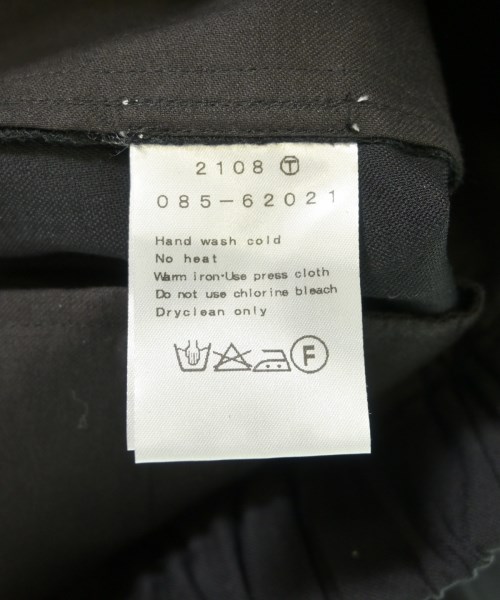 2108 Ⓣ
085-62021
Hand wash cold
No heat
Warm iron·Use press cloth
Do not use chlorine bleach
Dryclean only
F